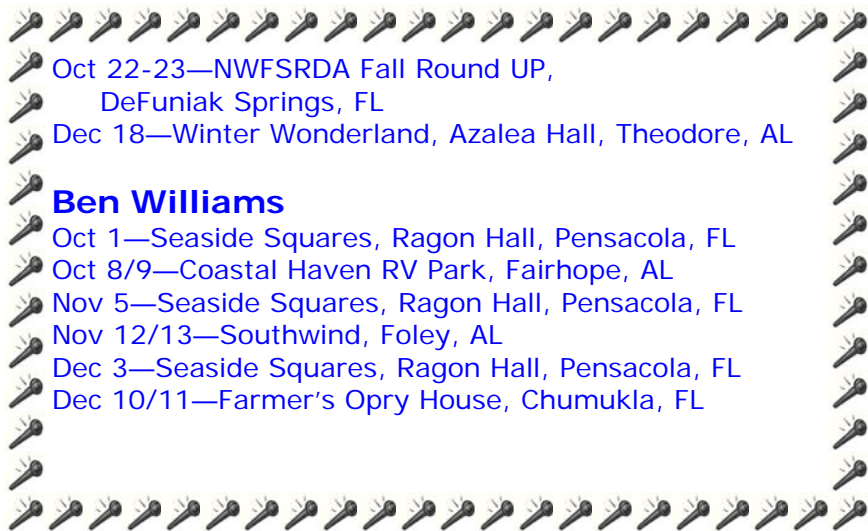 Oct 22-23—NWFSRDA Fall Round UP,
DeFuniak Springs, FL
Dec 18—Winter Wonderland, Azalea Hall, Theodore, AL
Ben Williams
Oct 1—Seaside Squares, Ragon Hall, Pensacola, FL
Oct 8/9—Coastal Haven RV Park, Fairhope, AL
Nov 5—Seaside Squares, Ragon Hall, Pensacola, FL
Nov 12/13—Southwind, Foley, AL
Dec 3—Seaside Squares, Ragon Hall, Pensacola, FL
Dec 10/11—Farmer's Opry House, Chumukla, FL